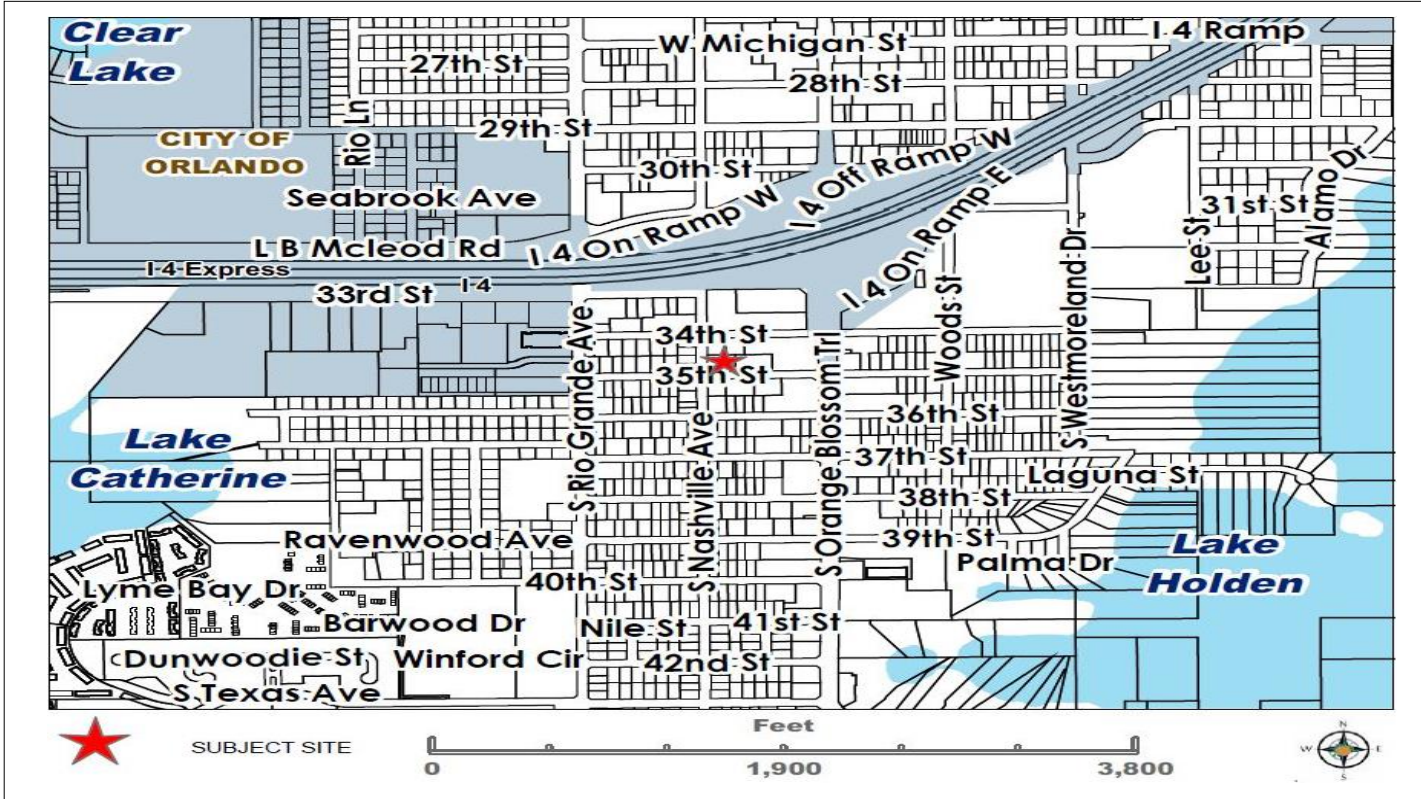 Clear
Lake
W Michigan St
I 4 Ramp
27th St
28th St
29th St
Rio Ln
CITY OF
ORLANDO
30th St
I 4 Off Ramp W
Alamo Dr
Seabrook Ave
31st St
L B Mcleod Rd
I 4 On Ramp W
I 4 On Ramp E
Lee St
I 4 Express
I 4
33rd St
S Westmoreland Dr
Woods St
34th St
35th St
S Rio Grande Ave
S Nashville Ave
S Orange Blossom Trl
36th St
Lake
Catherine
37th St
Laguna St
38th St
Ravenwood Ave
39th St
Lake
Holden
Palma Dr
40th St
Lyme Bay Dr
Barwood Dr
Nile St
41st St
Dunwoodie St
Winford Cir
42nd St
S Texas Ave
SUBJECT SITE
Feet
0
1,900
3,800
N
W
E
S